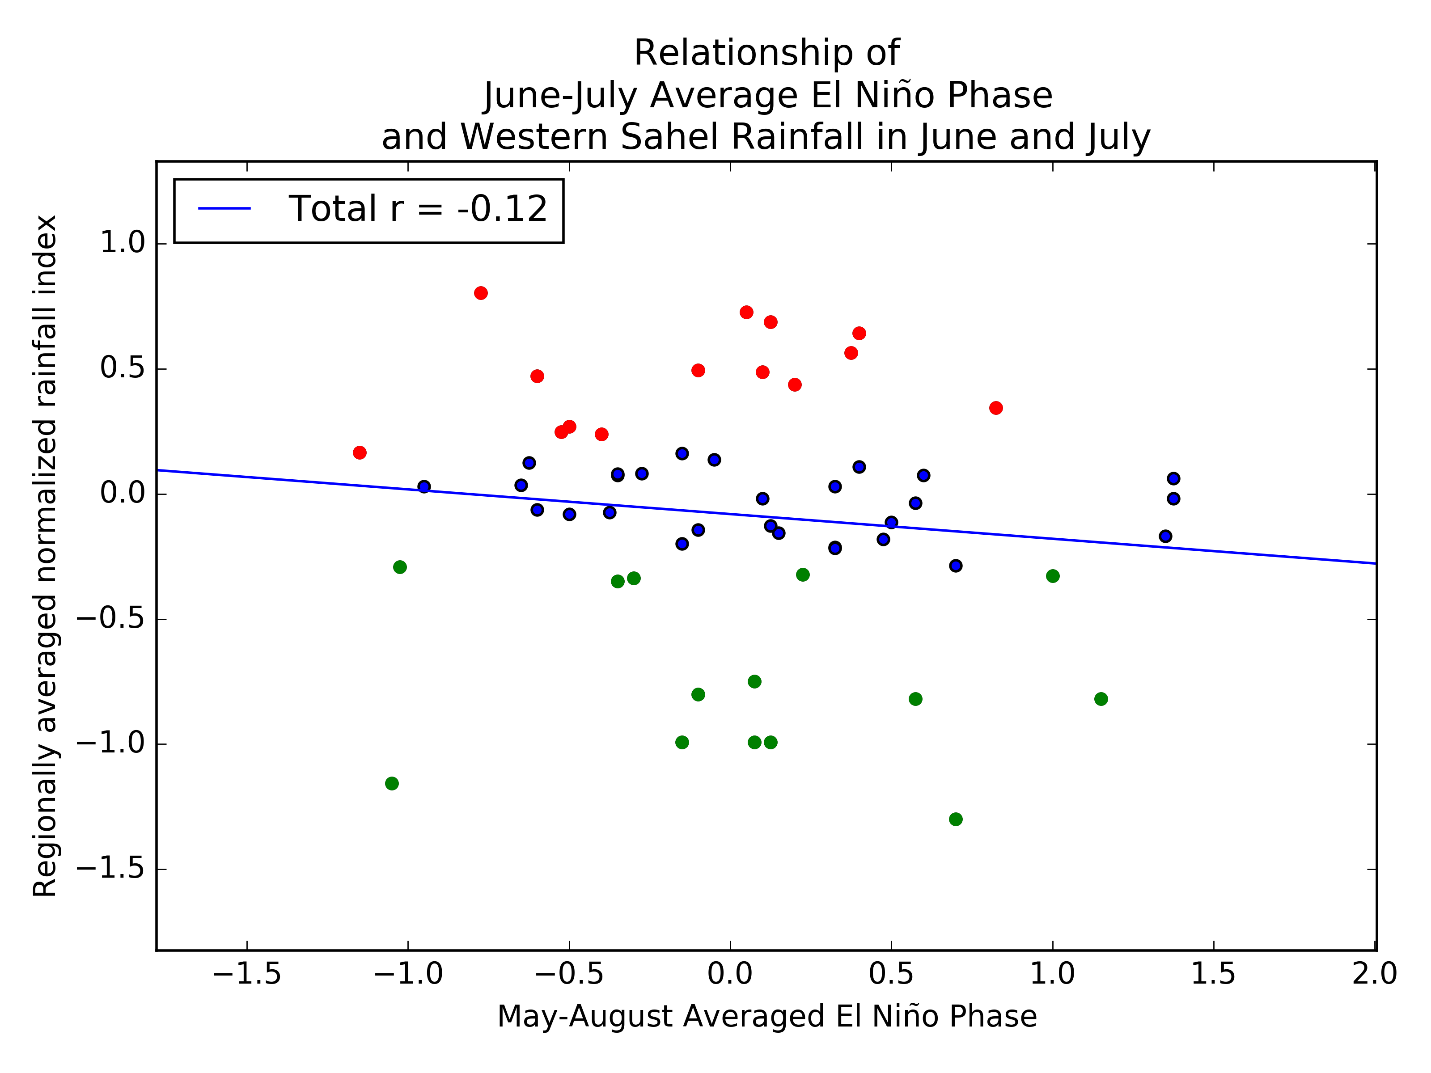 Relationship of
June-July Average El Niño Phase
and Western Sahel Rainfall in June and July
Total r = -0.12
Regionally averaged normalized rainfall index
1.0
0.5
0.0
−0.5
−1.0
−1.5
−1.5 −1.0 −0.5 0.0 0.5 1.0 1.5 2.0
May-August Averaged El Niño Phase